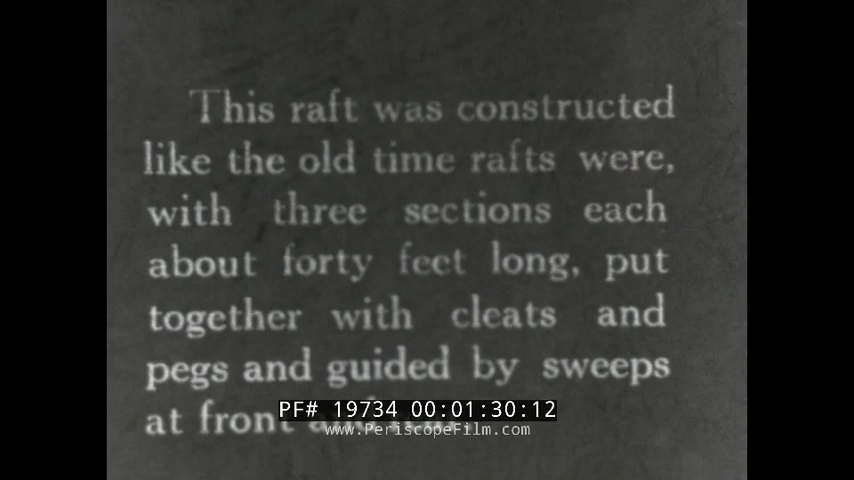 This raft was constructed
like the old time rafts were,
with three sections each
about forty feet long, put
together with cleats and
pegs and guided by sweeps
at front
PF# 19734 00:01:30:12
www.PeriscopeFilm.com